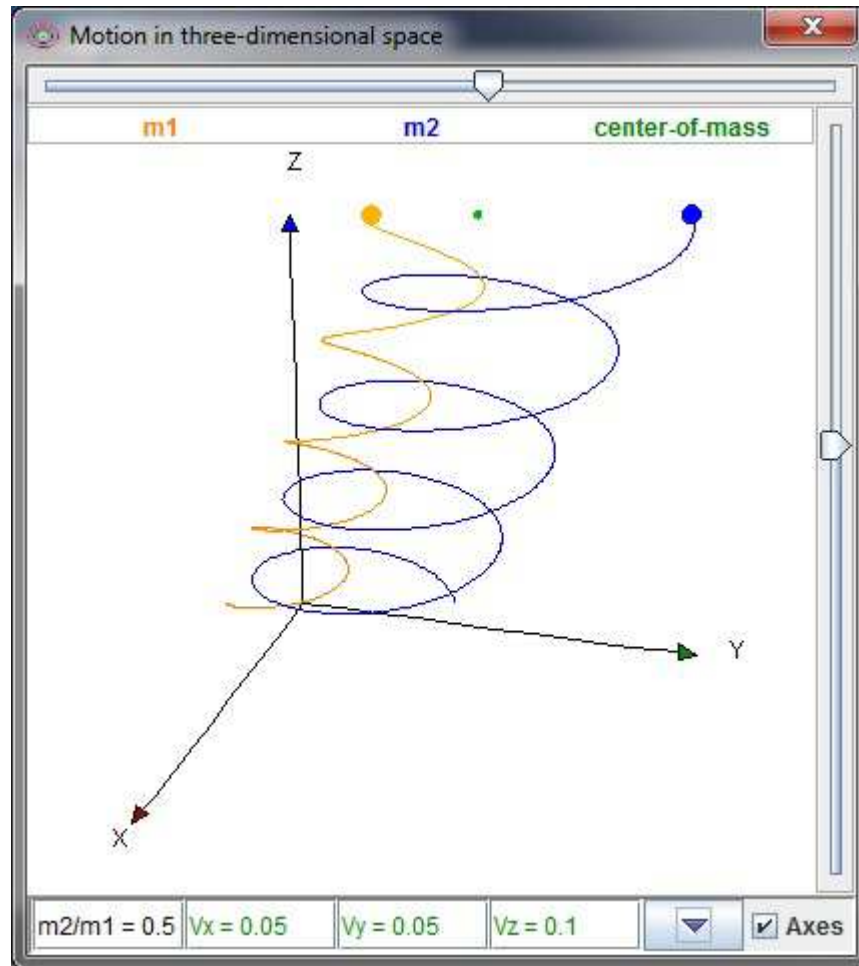 Motion in three-dimensional space
m1 m2 center-of-mass
Z
Y
X
m2/m1 = 0.5 Vx = 0.05 Vy = 0.05 Vz = 0.1 Axes